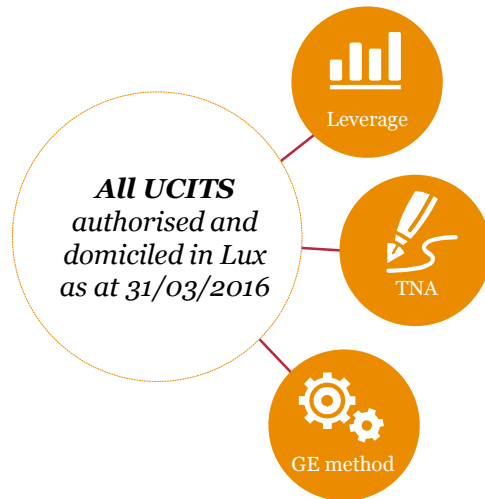 Leverage
All UCITS
authorised and
domiciled in Lux
as at 31/03/2016
TNA
GE method